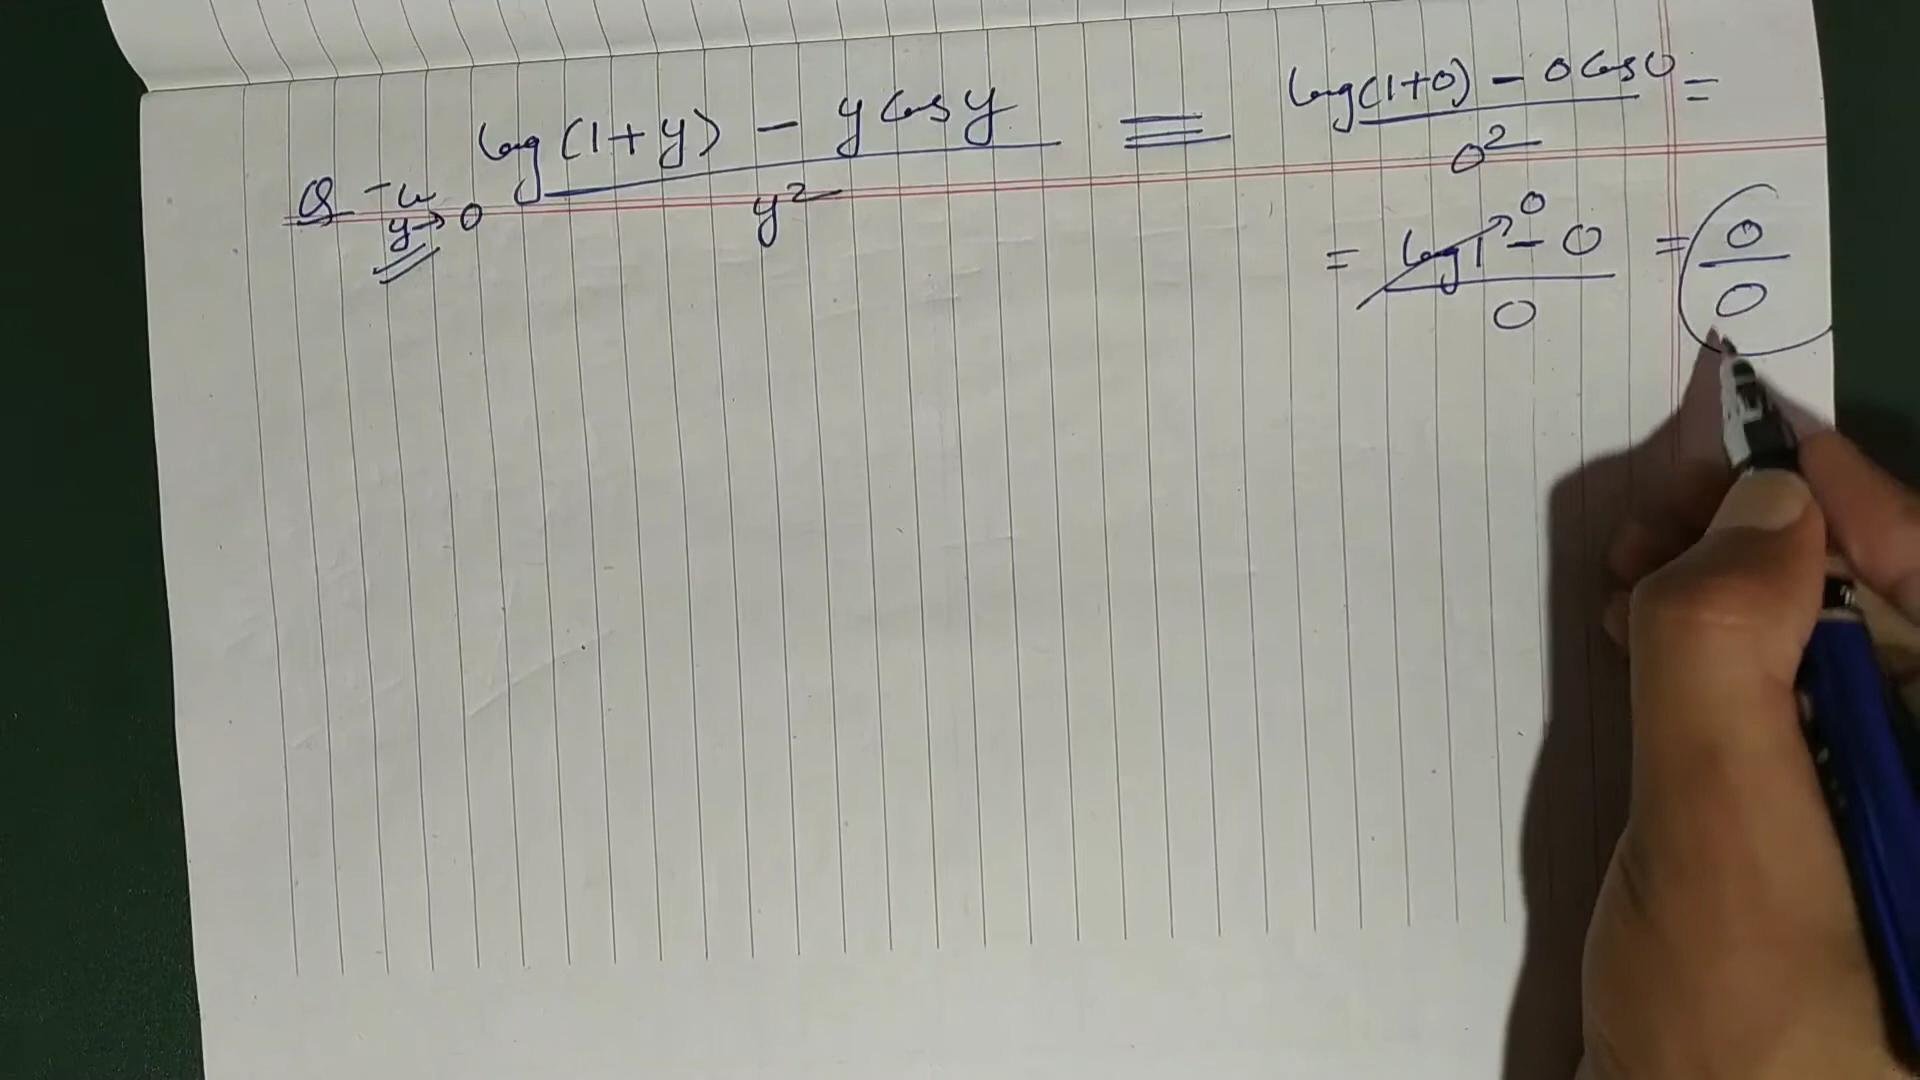 Q Lt y→0 log(1+y) - y cos y / y² ≡ log(1+0) - 0 cos 0 / 0² =
= log 1 → 0 - 0 / 0 = 0 / 0